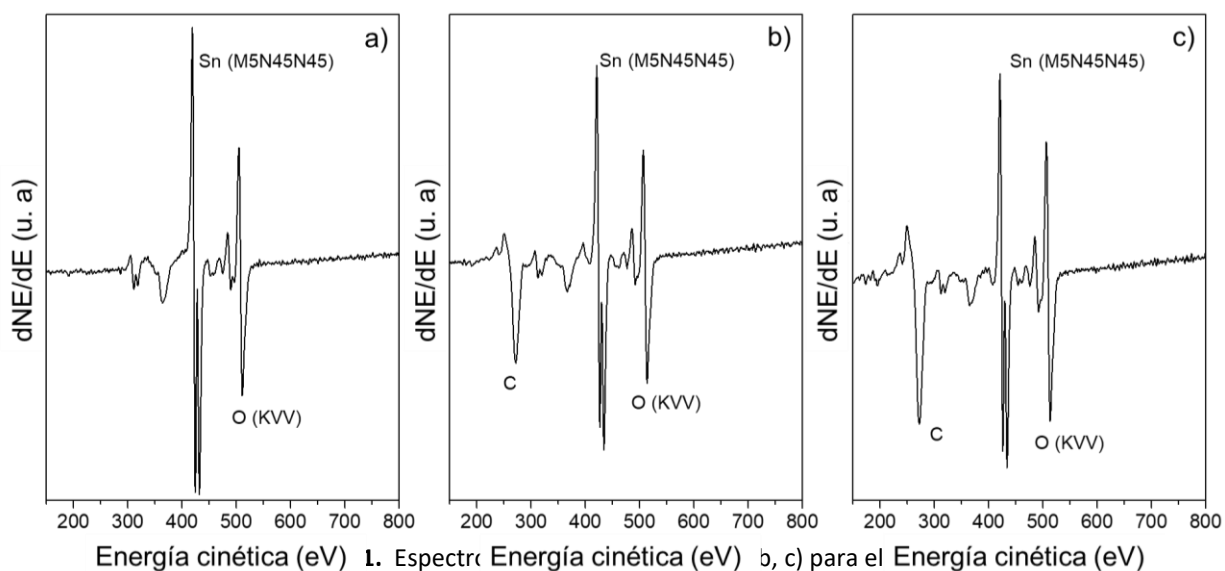 a)
Sn (M5N45N45)
O (KVV)
dNE/dE (u. a)
200 300 400 500 600 700 800
Energía cinética (eV)
b)
Sn (M5N45N45)
C
O (KVV)
dNE/dE (u. a)
200 300 400 500 600 700 800
Energía cinética (eV)
c)
Sn (M5N45N45)
C
O (KVV)
dNE/dE (u. a)
200 300 400 500 600 700 800
Energía cinética (eV)
1. b, c) para el